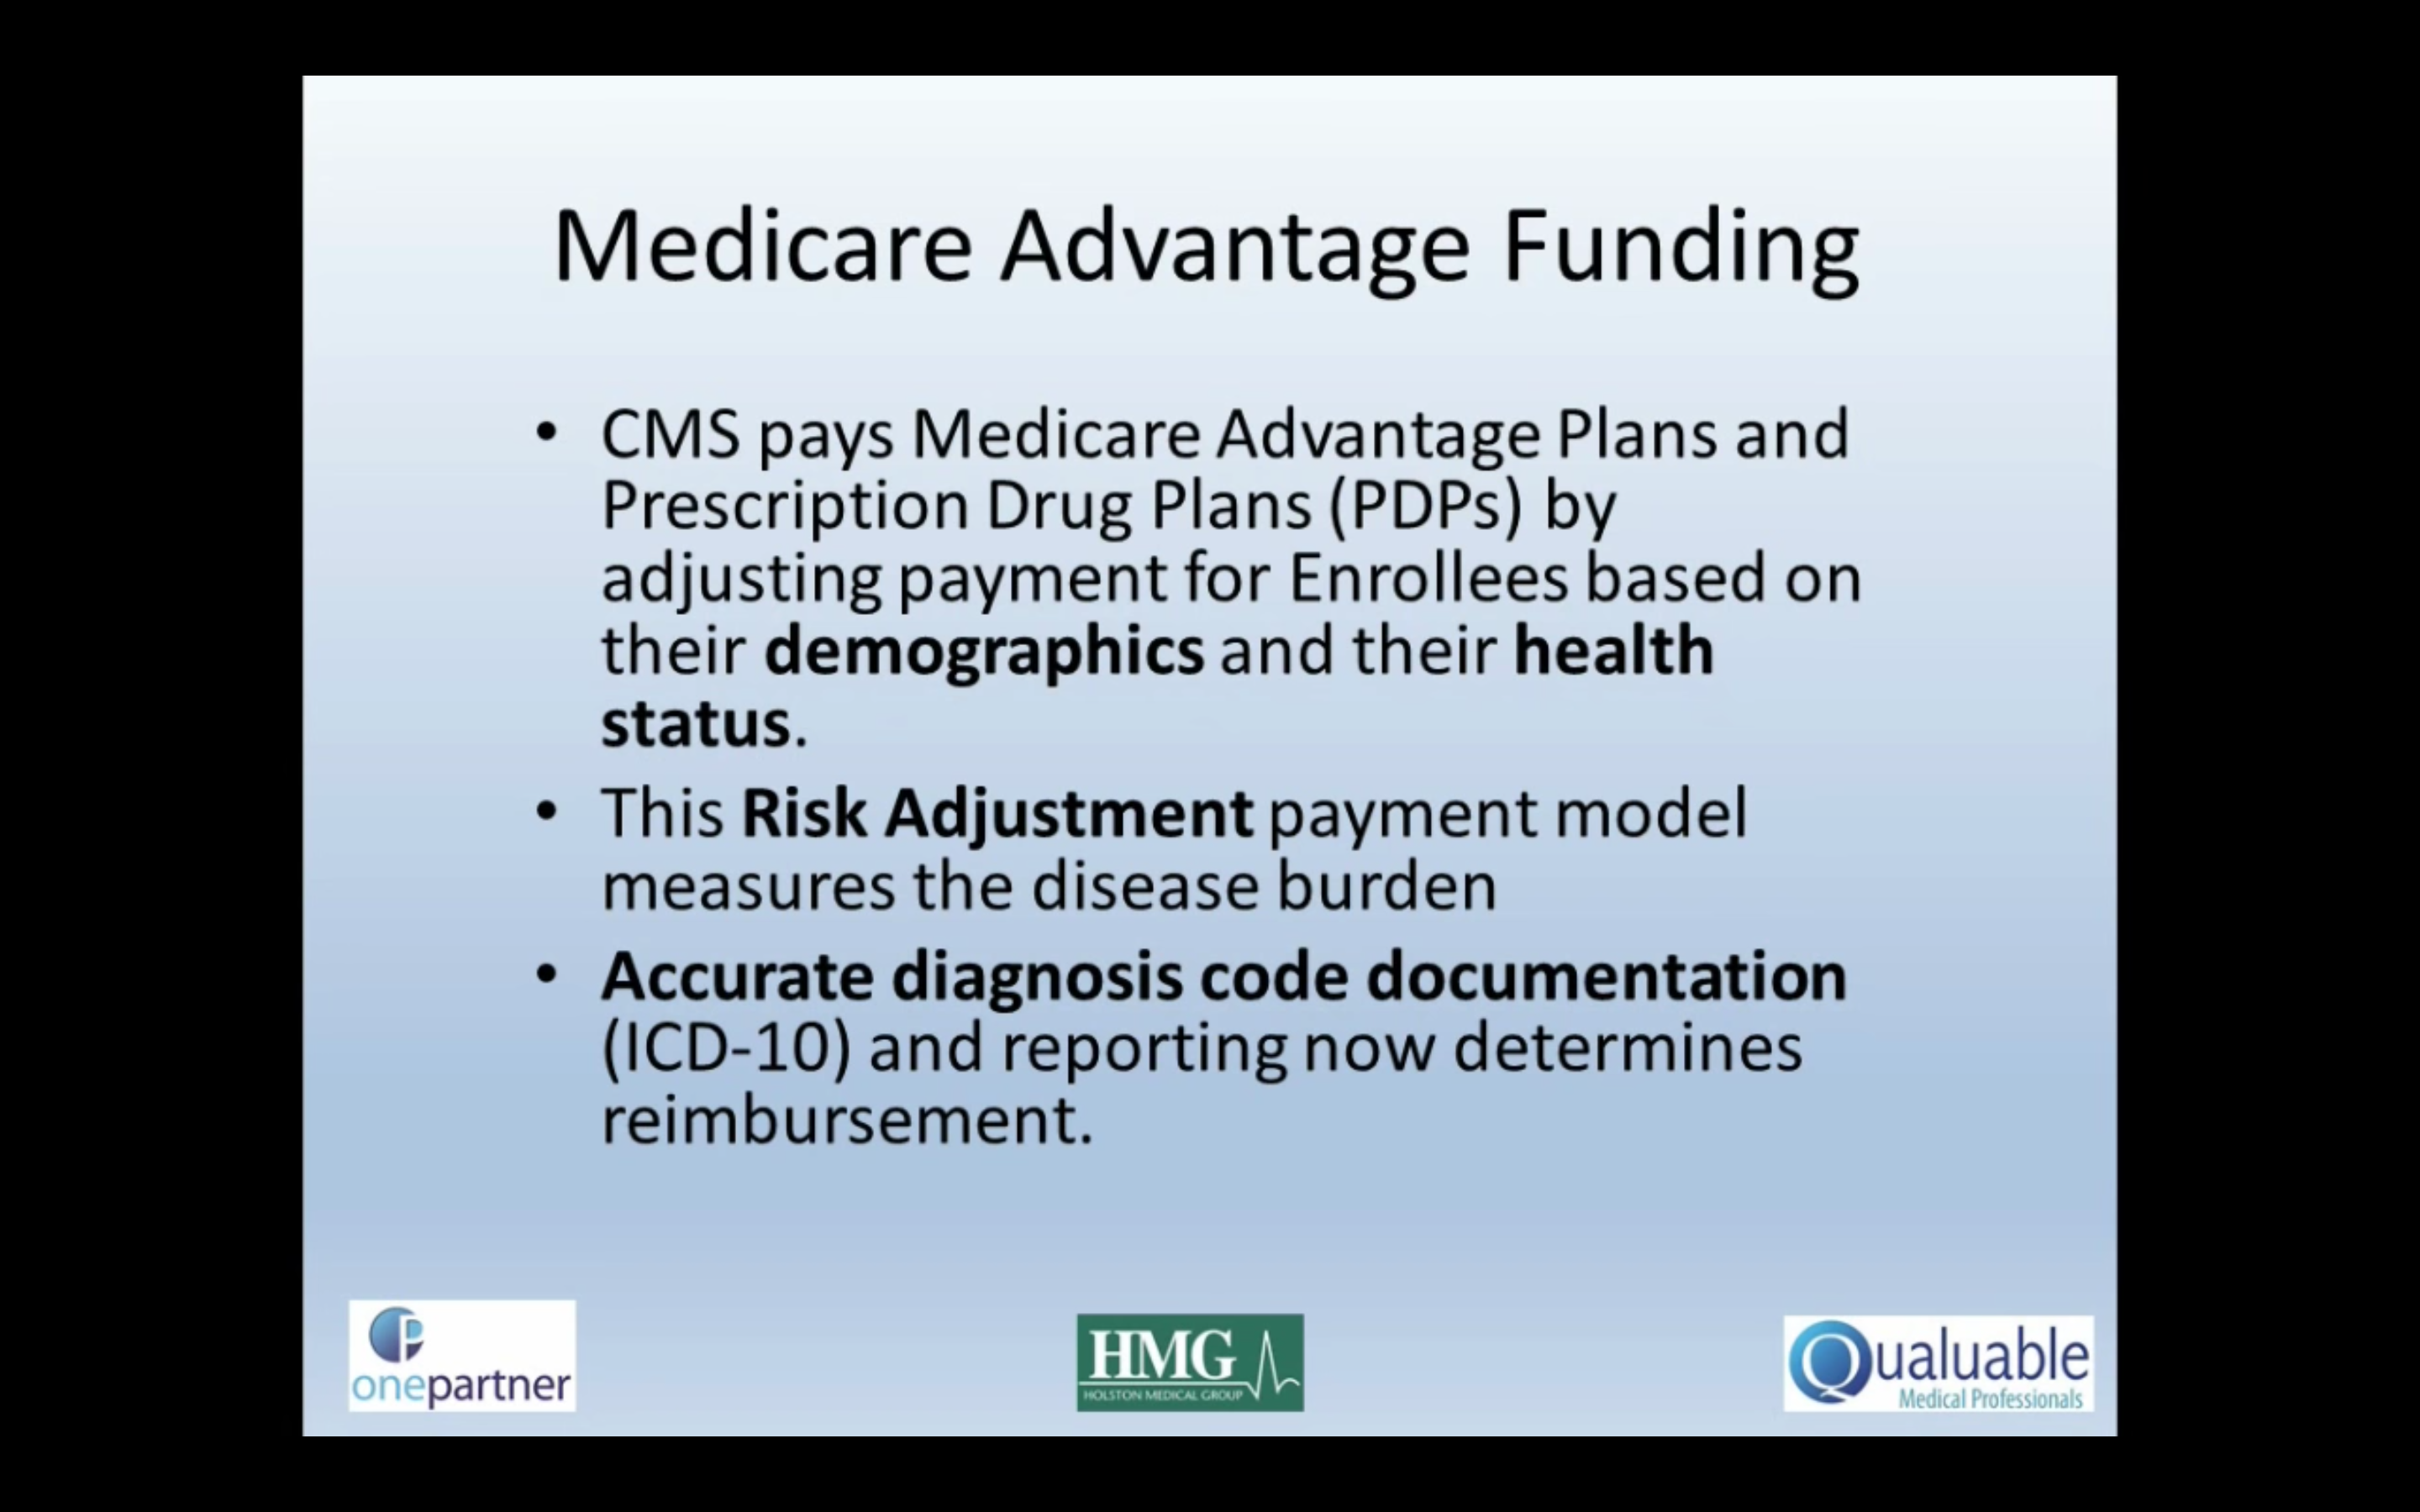 Medicare Advantage Funding
• CMS pays Medicare Advantage Plans and
Prescription Drug Plans (PDPs) by
adjusting payment for Enrollees based on
their demographics and their health
status.
• This Risk Adjustment payment model
measures the disease burden
• Accurate diagnosis code documentation
(ICD-10) and reporting now determines
reimbursement.
onepartner
HMG
HOLSTON MEDICAL GROUP
Qualuable
Medical Professionals